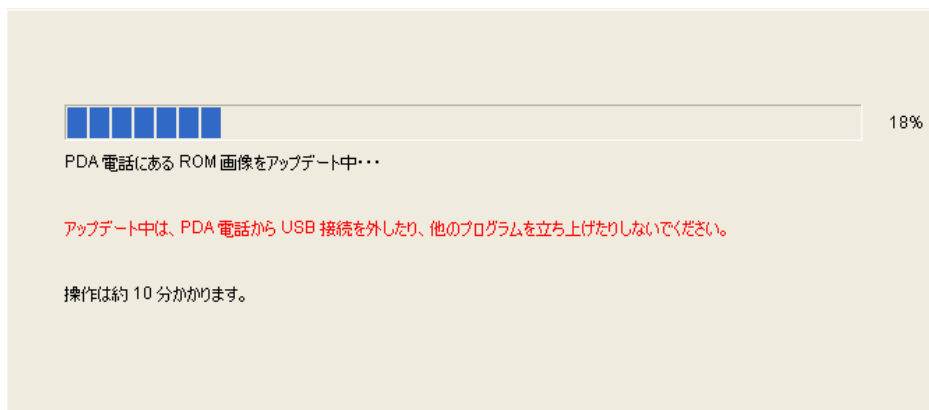 18%
PDA 電話にある ROM 画像をアップデート中・・・
アップデート中は、PDA 電話から USB 接続を外したり、他のプログラムを立ち上げたりしないでください。
操作は約 10 分かかります。